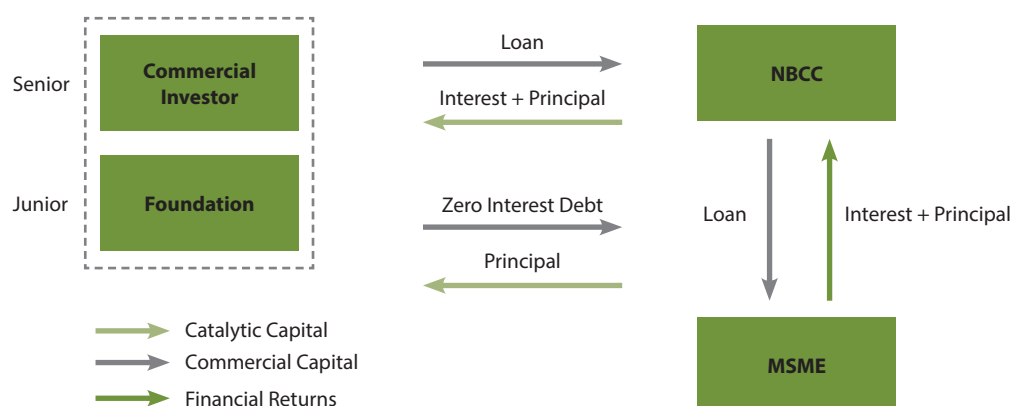 Senior
Commercial
Investor
Loan
Interest + Principal
NBCC
Junior
Foundation
Zero Interest Debt
Principal
Loan
Interest + Principal
MSME
Catalytic Capital
Commercial Capital
Financial Returns